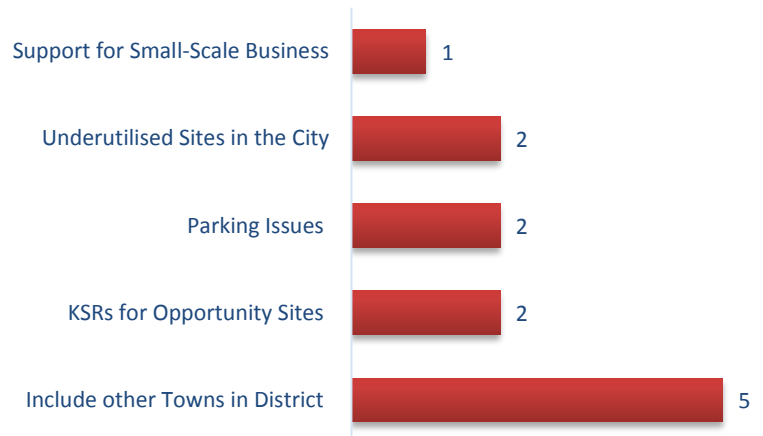 Support for Small-Scale Business 1
Underutilised Sites in the City 2
Parking Issues 2
KSRs for Opportunity Sites 2
Include other Towns in District 5